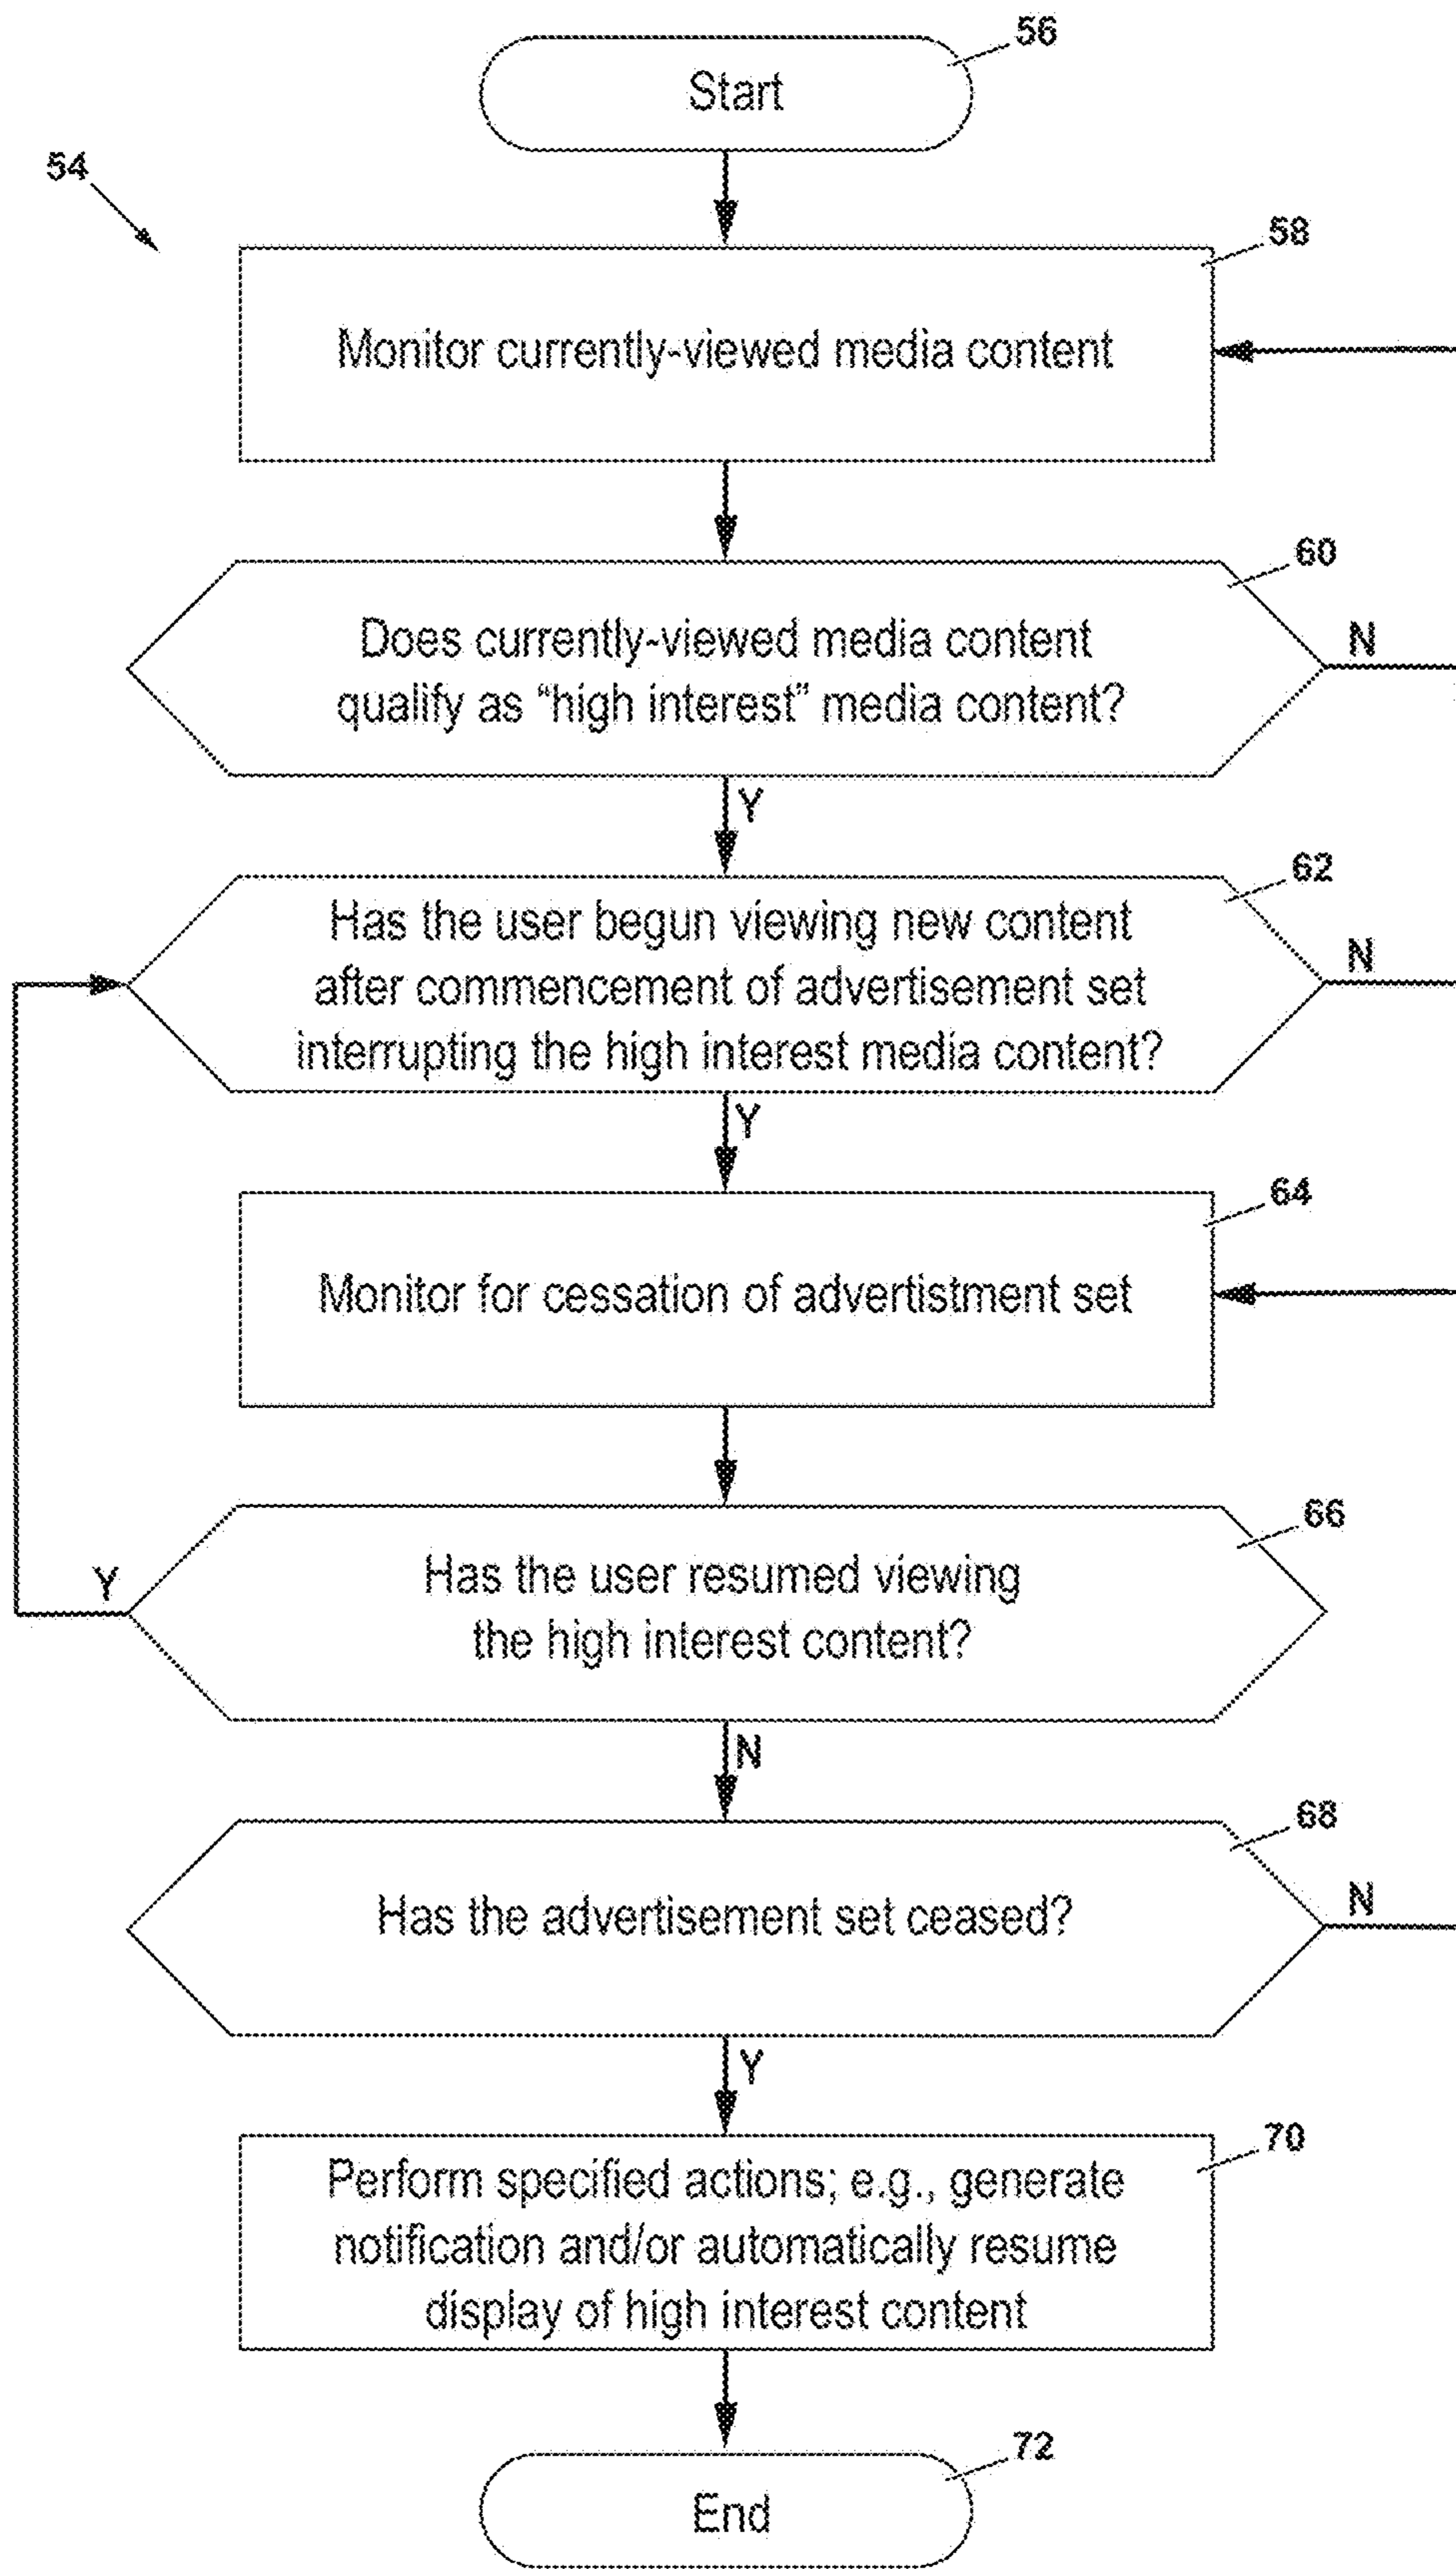 56
Start
54
58
Monitor currently-viewed media content
60
Does currently-viewed media content
qualify as “high interest” media content?
N
Y
62
Has the user begun viewing new content
after commencement of advertisement set
interrupting the high interest media content?
N
Y
64
Monitor for cessation of advertistment set
66
Has the user resumed viewing
the high interest content?
Y
N
68
Has the advertisement set ceased?
N
Y
70
Perform specified actions; e.g., generate
notification and/or automatically resume
display of high interest content
72
End